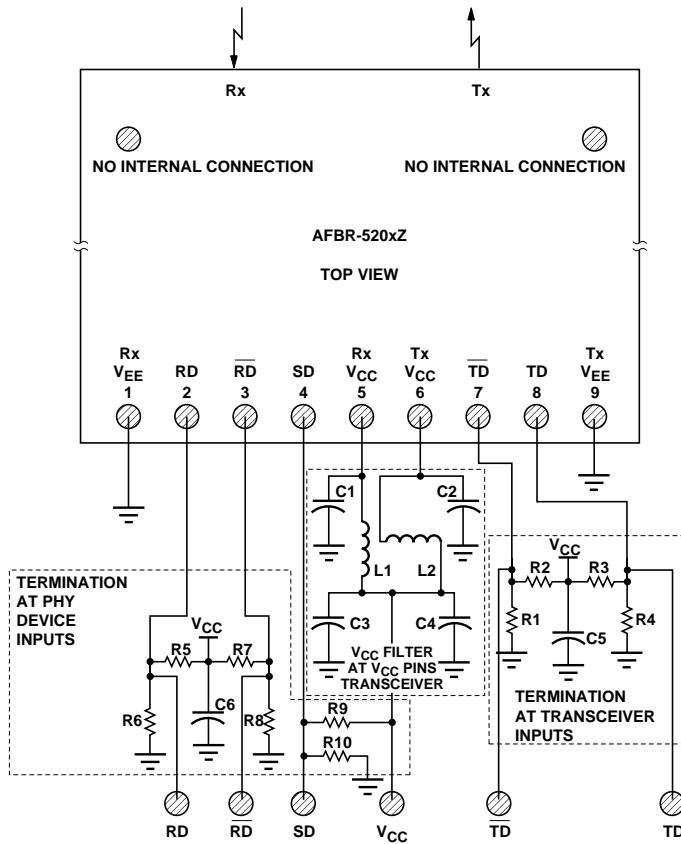 Rx
Tx
NO INTERNAL CONNECTION
NO INTERNAL CONNECTION
AFBR-520xZ
TOP VIEW
Rx
VEE
1
RD
2
RD
3
SD
4
Rx
VCC
5
Tx
VCC
6
TD
7
TD
8
Tx
VEE
9
C1
C2
L1
L2
C3
C4
VCC FILTER
AT VCC PINS
TRANSCEIVER
TERMINATION
AT PHY
DEVICE
INPUTS
VCC
R5
R7
C6
R6
R8
R9
R10
VCC
R2
R3
R1
R4
C5
TERMINATION
AT TRANSCEIVER
INPUTS
RD
RD
SD
VCC
TD
TD